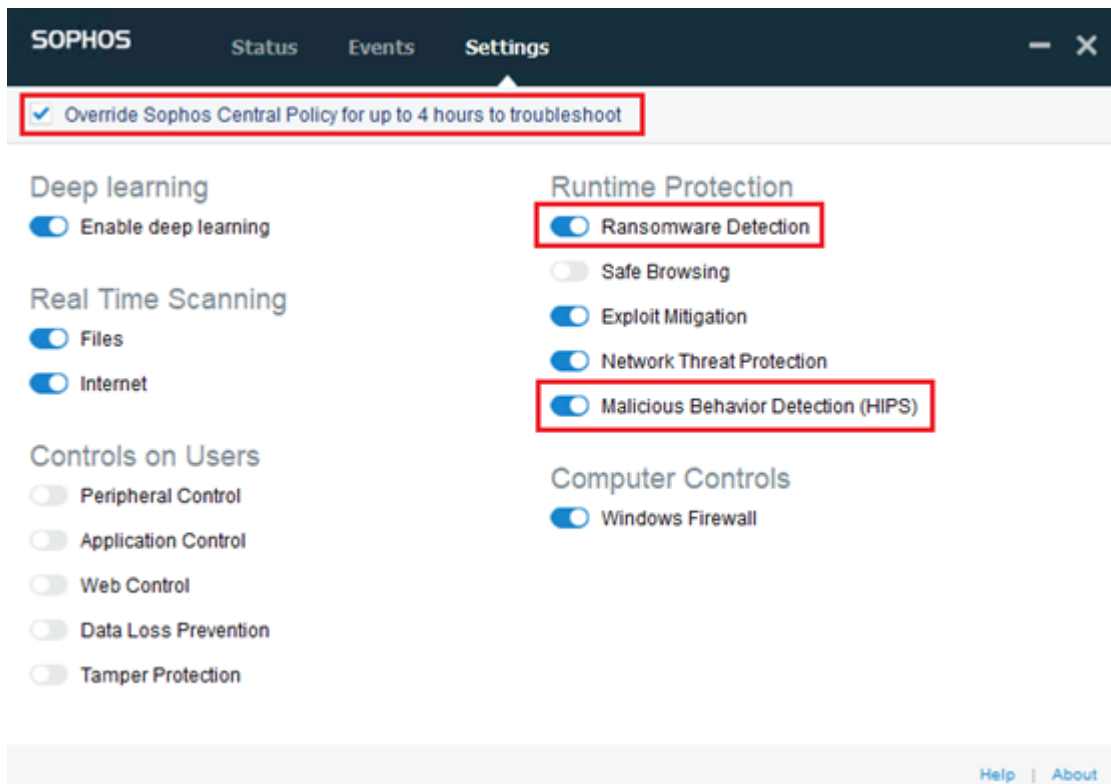 SOPHOS Status Events Settings
Override Sophos Central Policy for up to 4 hours to troubleshoot
Deep learning
Enable deep learning
Real Time Scanning
Files
Internet
Controls on Users
Peripheral Control
Application Control
Web Control
Data Loss Prevention
Tamper Protection
Runtime Protection
Ransomware Detection
Safe Browsing
Exploit Mitigation
Network Threat Protection
Malicious Behavior Detection (HIPS)
Computer Controls
Windows Firewall
Help | About